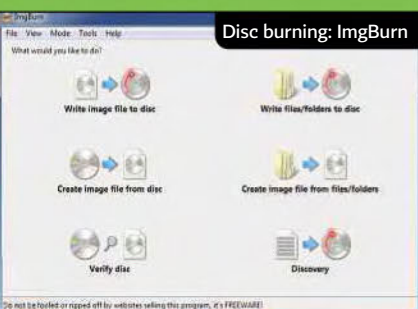 ImgBurn
File View Mode Tools Help
Disc burning: ImgBurn
What would you like to do?
Write image file to disc
Write files/folders to disc
Create image file from disc
Create image file from files/folders
Verify disc
Discovery
Do not be fooled or ripped off by websites selling this program, it's FREEWARE!